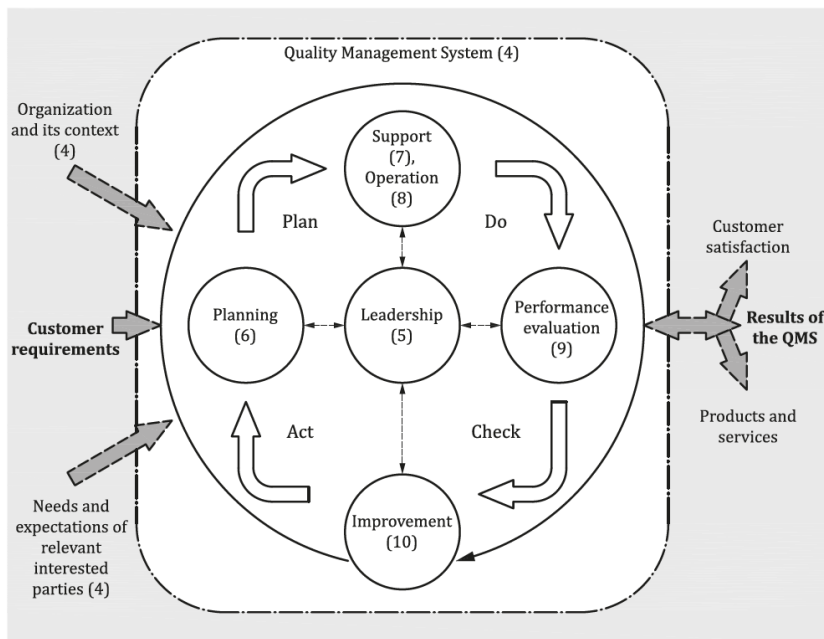 Quality Management System (4)
Organization
and its context
(4)
Support
(7),
Operation
(8)
Plan
Do
Customer
satisfaction
Planning
(6)
Leadership
(5)
Performance
evaluation
(9)
Customer
requirements
Results of
the QMS
Act
Check
Products and
services
Needs and
expectations of
relevant
interested
parties (4)
Improvement
(10)